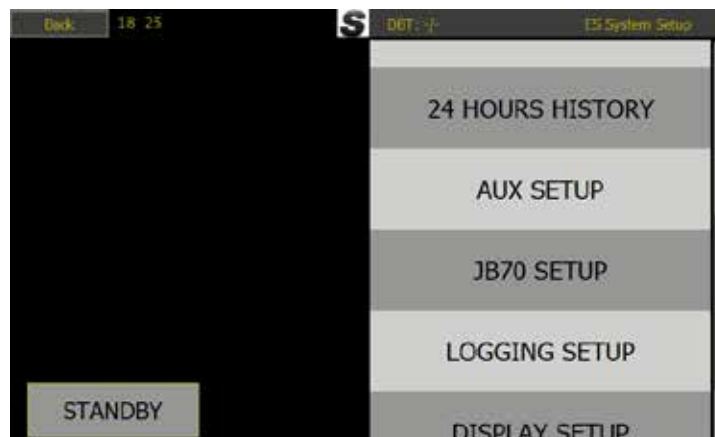 Back 18 25 S DBT: -/- ES System Setup
24 HOURS HISTORY
AUX SETUP
JB70 SETUP
LOGGING SETUP
STANDBY
DISPLAY SETUP